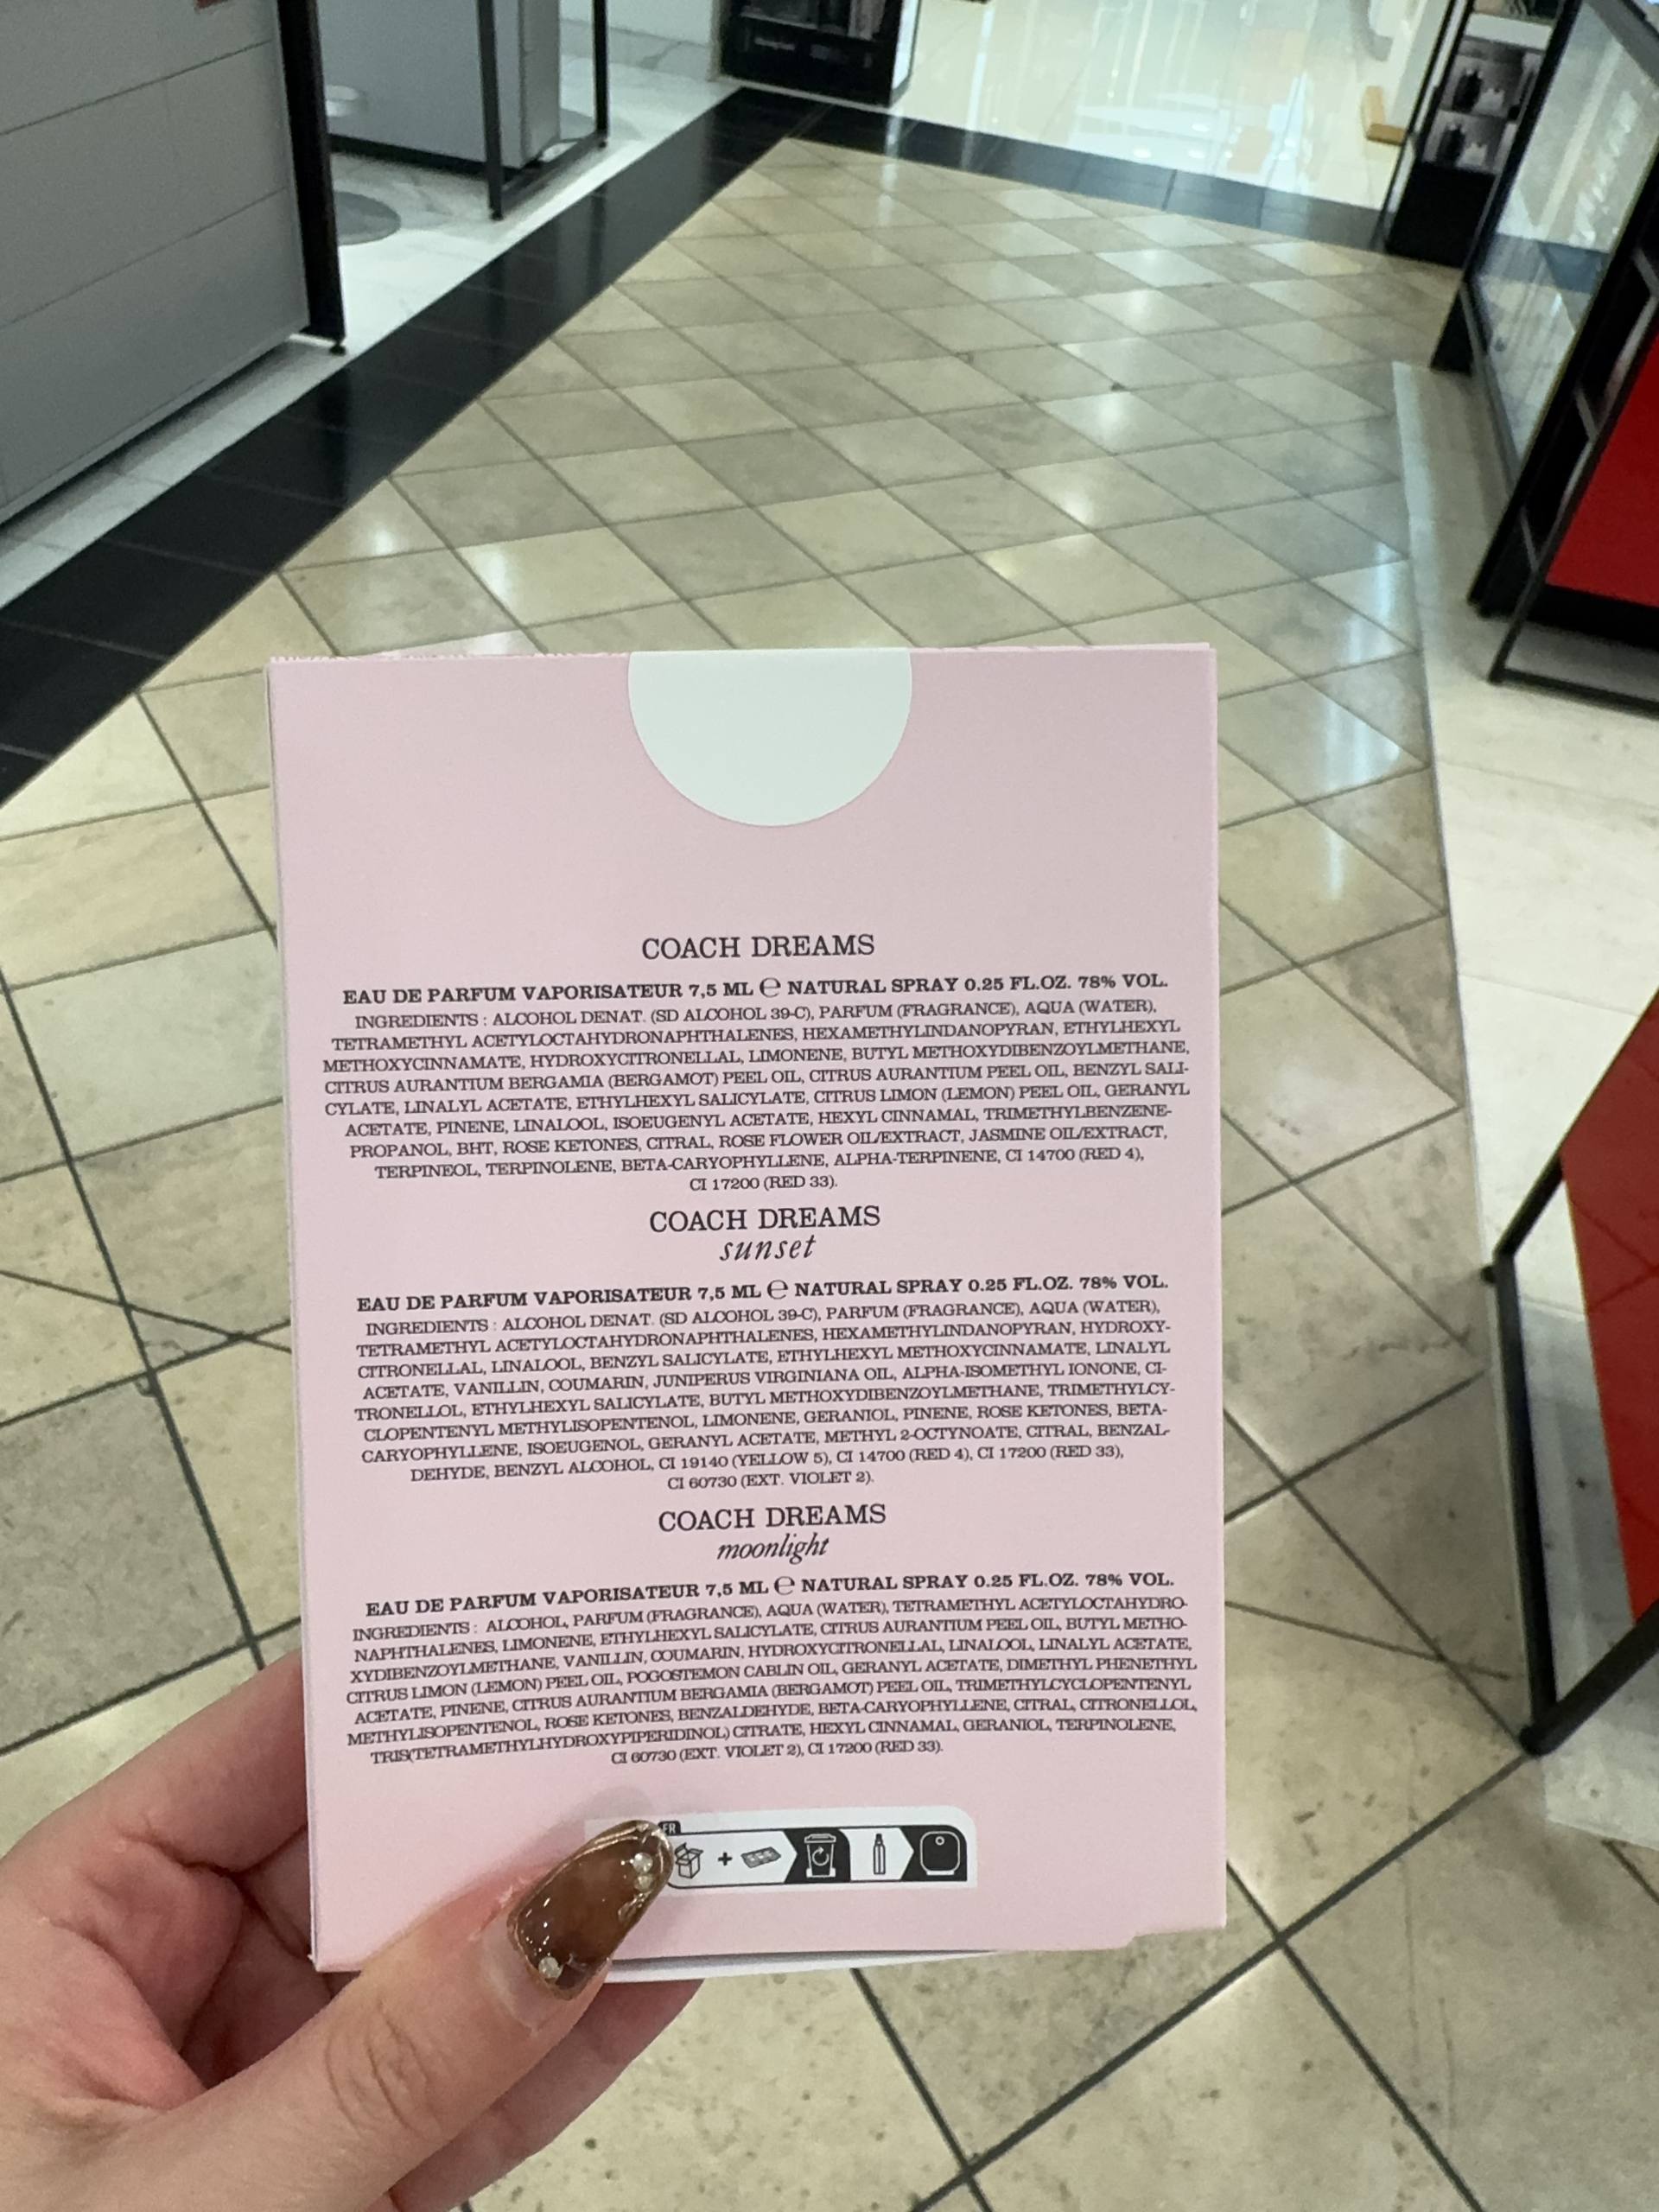 COACH DREAMS
EAU DE PARFUM VAPORISATEUR 7,5 ML ℮ NATURAL SPRAY 0.25 FL.OZ. 78% VOL.
INGREDIENTS : ALCOHOL DENAT. (SD ALCOHOL 39-C), PARFUM (FRAGRANCE), AQUA (WATER),
TETRAMETHYL ACETYLOCTAHYDRONAPHTHALENES, HEXAMETHYLINDANOPYRAN, ETHYLHEXYL
METHOXYCINNAMATE, HYDROXYCITRONELLAL, LIMONENE, BUTYL METHOXYDIBENZOYLMETHANE,
CITRUS AURANTIUM BERGAMIA (BERGAMOT) PEEL OIL, CITRUS AURANTIUM PEEL OIL, BENZYL SALI-
CYLATE, LINALYL ACETATE, ETHYLHEXYL SALICYLATE, CITRUS LIMON (LEMON) PEEL OIL, GERANYL
ACETATE, PINENE, LINALOOL, ISOEUGENYL ACETATE, HEXYL CINNAMAL, TRIMETHYLBENZENE-
PROPANOL, BHT, ROSE KETONES, CITRAL, ROSE FLOWER OIL/EXTRACT, JASMINE OIL/EXTRACT,
TERPINEOL, TERPINOLENE, BETA-CARYOPHYLLENE, ALPHA-TERPINENE, CI 14700 (RED 4),
CI 17200 (RED 33).
COACH DREAMS
sunset
EAU DE PARFUM VAPORISATEUR 7,5 ML ℮ NATURAL SPRAY 0.25 FL.OZ. 78% VOL.
INGREDIENTS : ALCOHOL DENAT. (SD ALCOHOL 39-C), PARFUM (FRAGRANCE), AQUA (WATER),
TETRAMETHYL ACETYLOCTAHYDRONAPHTHALENES, HEXAMETHYLINDANOPYRAN, HYDROXY-
CITRONELLAL, LINALOOL, BENZYL SALICYLATE, ETHYLHEXYL METHOXYCINNAMATE, LINALYL
ACETATE, VANILLIN, COUMARIN, JUNIPERUS VIRGINIANA OIL, ALPHA-ISOMETHYL IONONE, CI-
TRONELLOL, ETHYLHEXYL SALICYLATE, BUTYL METHOXYDIBENZOYLMETHANE, TRIMETHYLCY-
CLOPENTENYL METHYLISOPENTENOL, LIMONENE, GERANIOL, PINENE, ROSE KETONES, BETA-
CARYOPHYLLENE, ISOEUGENOL, GERANYL ACETATE, METHYL 2-OCTYNOATE, CITRAL, BENZAL-
DEHYDE, BENZYL ALCOHOL, CI 19140 (YELLOW 5), CI 14700 (RED 4), CI 17200 (RED 33),
CI 60730 (EXT. VIOLET 2).
COACH DREAMS
moonlight
EAU DE PARFUM VAPORISATEUR 7,5 ML ℮ NATURAL SPRAY 0.25 FL.OZ. 78% VOL.
INGREDIENTS : ALCOHOL, PARFUM (FRAGRANCE), AQUA (WATER), TETRAMETHYL ACETYLOCTAHYDRO-
NAPHTHALENES, LIMONENE, ETHYLHEXYL SALICYLATE, CITRUS AURANTIUM PEEL OIL, BUTYL METHO-
XYDIBENZOYLMETHANE, VANILLIN, COUMARIN, HYDROXYCITRONELLAL, LINALOOL, LINALYL ACETATE,
CITRUS LIMON (LEMON) PEEL OIL, POGOSTEMON CABLIN OIL, GERANYL ACETATE, DIMETHYL PHENETHYL
ACETATE, PINENE, CITRUS AURANTIUM BERGAMIA (BERGAMOT) PEEL OIL, TRIMETHYLCYCLOPENTENYL
METHYLISOPENTENOL, ROSE KETONES, BENZALDEHYDE, BETA-CARYOPHYLLENE, CITRAL, CITRONELLOL,
TRIS(TETRAMETHYLHYDROXYPIPERIDINOL) CITRATE, HEXYL CINNAMAL, GERANIOL, TERPINOLENE,
CI 60730 (EXT. VIOLET 2), CI 17200 (RED 33).
FR
+